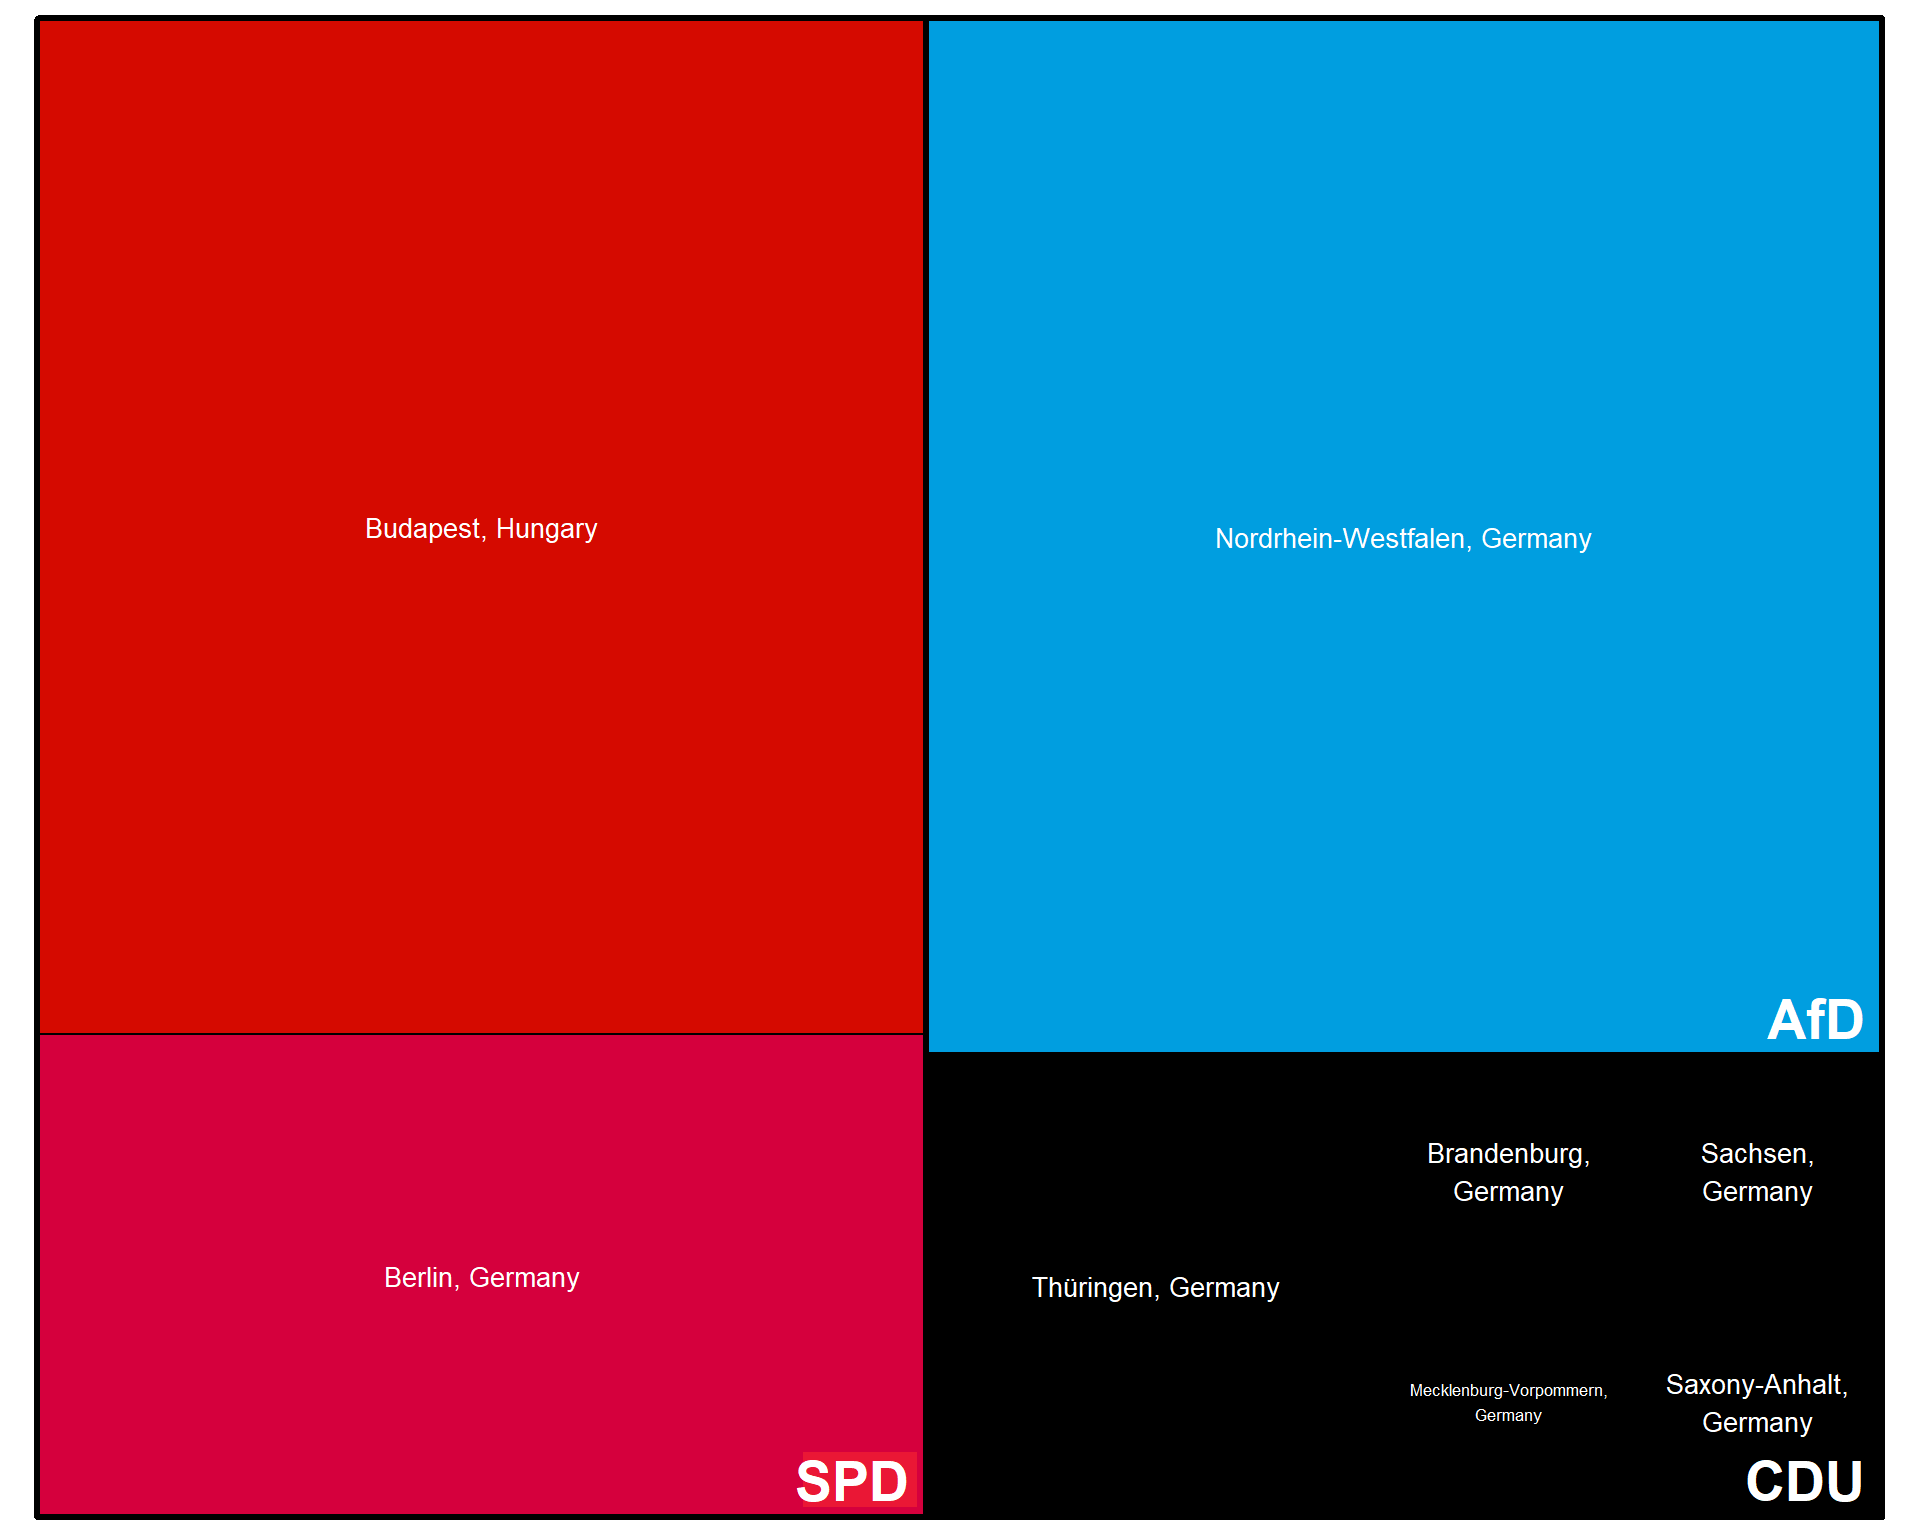 Budapest, Hungary
Berlin, Germany
SPD
Nordrhein-Westfalen, Germany
AfD
Thüringen, Germany
Brandenburg,
Germany
Sachsen,
Germany
Mecklenburg-Vorpommern,
Germany
Saxony-Anhalt,
Germany
CDU